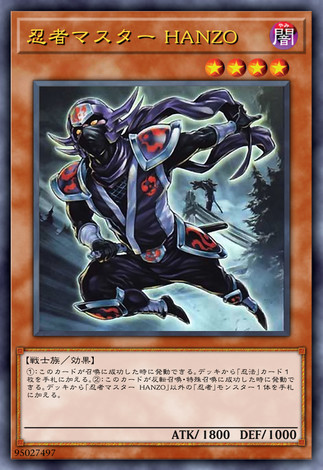 忍者マスター HANZO
闇
やみ
【戦士族／効果】
①：このカードが召喚に成功した時に発動できる。デッキから「忍法」カード１
枚を手札に加える。②：このカードが反転召喚・特殊召喚に成功した時に発動で
きる。デッキから「忍者マスター HANZO」以外の「忍者」モンスター１体を手札に加える。
ATK/ 1800 DEF/ 1000
95027497